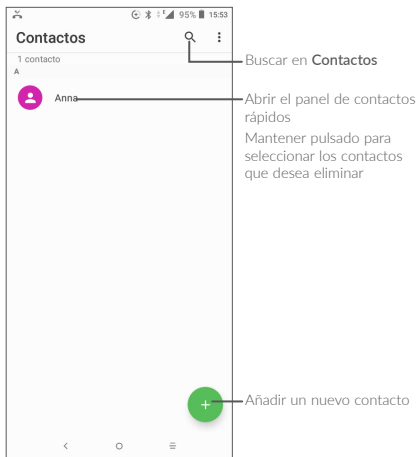 95% 15:53
Contactos
1 contacto
A
Anna
Buscar en Contactos
Abrir el panel de contactos
rápidos
Mantener pulsado para
seleccionar los contactos
que desea eliminar
Añadir un nuevo contacto